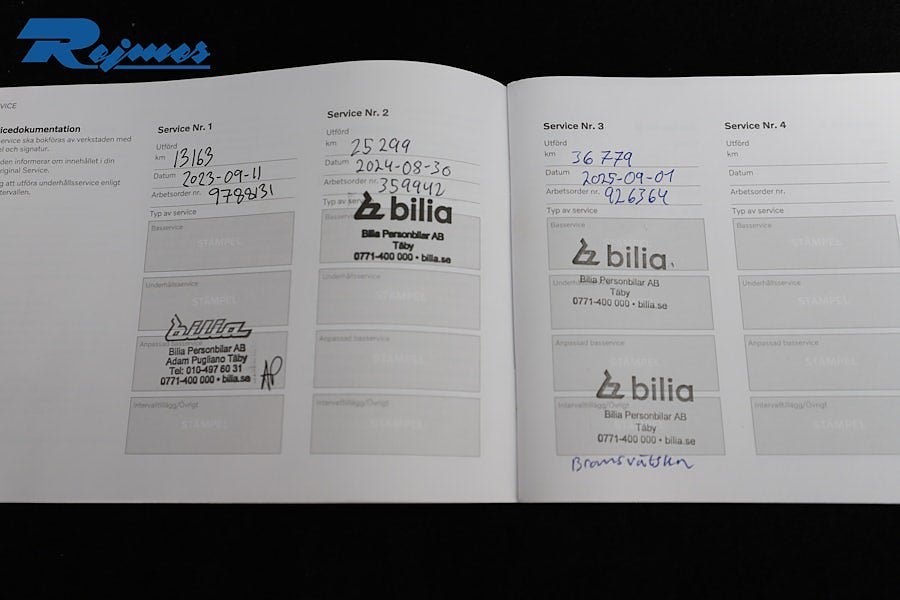 Rejmes
VICE
icedokumentation
service ska bokföras av verkstaden med
el och signatur.
den informerar om innehållet i din
riginal Service.
g att utföra underhållsservice enligt
tervallen.
Service Nr. 1
Utförd
km 13163
Datum 2023-09-11
Arbetsorder nr. 9788131
Typ av service
Basservice
STÄMPEL
Underhållsservice
STÄMPEL
bilia
Anpassad basservice
Bilia Personbilar AB
Adam Pugliano Täby
Tel: 010-497 60 31
0771-400 000 • bilia.se
AP
Intervalltillägg/Övrigt
STÄMPEL
Service Nr. 2
Utförd
km 25299
Datum 2024-08-30
Arbetsorder nr. 359942
Typ av service
Basservice
bilia
Bilia Personbilar AB
Täby
0771-400 000 • bilia.se
Underhållsservice
STÄMPEL
Anpassad basservice
STÄMPEL
Intervalltillägg/Övrigt
STÄMPEL
Service Nr. 3
Utförd
km 36779
Datum 2025-09-01
Arbetsorder nr. 926364
Typ av service
Basservice
bilia
Bilia Personbilar AB
Underhållsservice
Täby
0771-400 000 • bilia.se
Anpassad basservice
bilia
Intervalltillägg/Övrigt
Bilia Personbilar AB
Täby
0771-400 000 • bilia.se
Bromsvätska
Service Nr. 4
Utförd
km
Datum
Arbetsorder nr.
Typ av service
Basservice
STÄMPEL
Underhållsservice
STÄMPEL
Anpassad basservice
STÄMPEL
Intervalltillägg/Övrigt
STÄMPEL